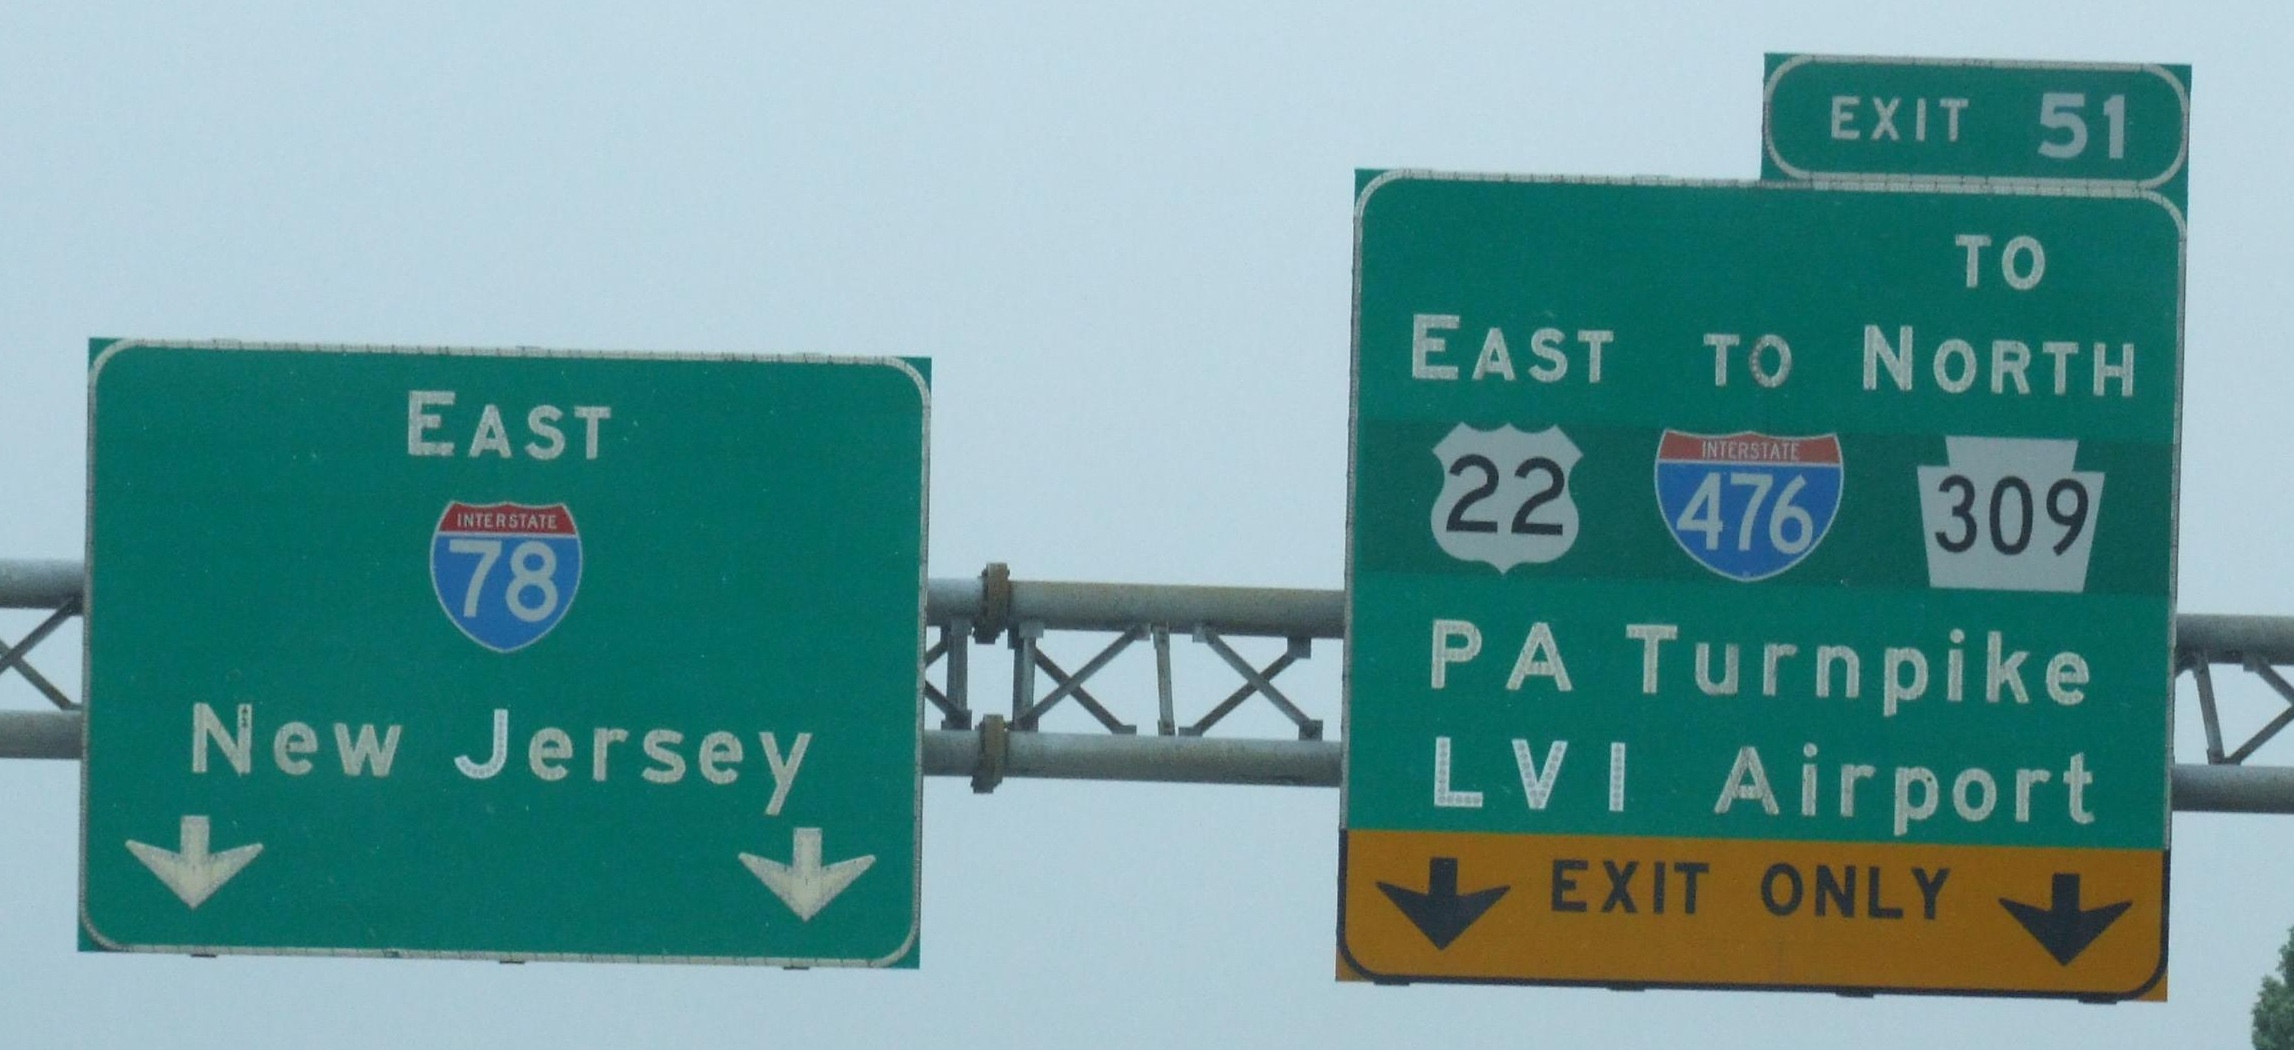 EAST
INTERSTATE
78
New Jersey
EXIT 51
TO
EAST TO NORTH
22 INTERSTATE 476 309
PA Turnpike
LVI Airport
EXIT ONLY